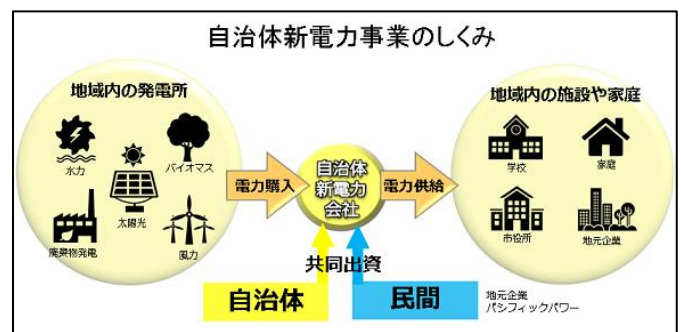 自治体新電力事業のしくみ
地域内の発電所
水力
バイオマス
太陽光
廃棄物発電
風力
電力購入
自治体
新電力
会社
電力供給
地域内の施設や家庭
学校
家庭
市役所
地元企業
共同出資
自治体
民間
地元企業
パシフィックパワー